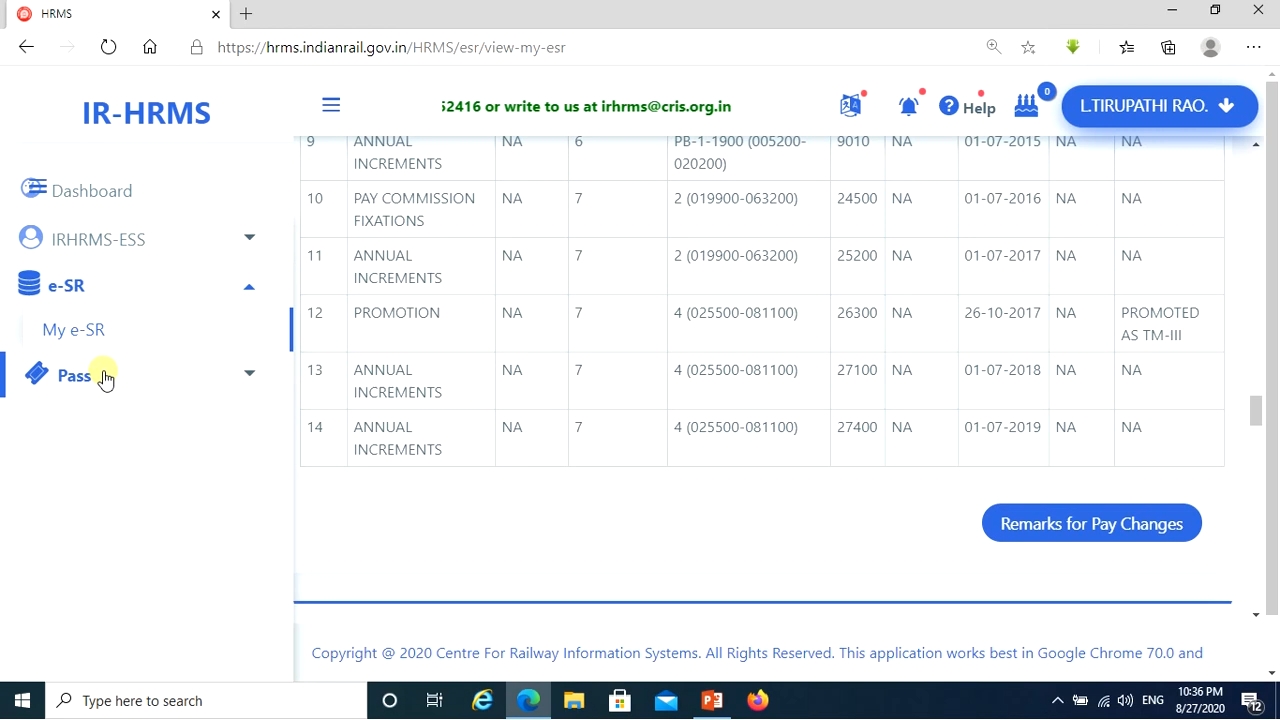 HRMS
https://hrms.indianrail.gov.in/HRMS/esr/view-my-esr
IR-HRMS
52416 or write to us at irhrms@cris.org.in
Help
0
L.TIRUPATHI RAO.
Dashboard
IRHRMS-ESS
e-SR
My e-SR
Pass
9 ANNUAL INCREMENTS NA 6 PB-1-1900 (005200-020200) 9010 NA 01-07-2015 NA NA
10 PAY COMMISSION FIXATIONS NA 7 2 (019900-063200) 24500 NA 01-07-2016 NA NA
11 ANNUAL INCREMENTS NA 7 2 (019900-063200) 25200 NA 01-07-2017 NA NA
12 PROMOTION NA 7 4 (025500-081100) 26300 NA 26-10-2017 NA PROMOTED AS TM-III
13 ANNUAL INCREMENTS NA 7 4 (025500-081100) 27100 NA 01-07-2018 NA NA
14 ANNUAL INCREMENTS NA 7 4 (025500-081100) 27400 NA 01-07-2019 NA NA
Remarks for Pay Changes
Copyright @ 2020 Centre For Railway Information Systems. All Rights Reserved. This application works best in Google Chrome 70.0 and
Type here to search
ENG
10:36 PM
8/27/2020
12